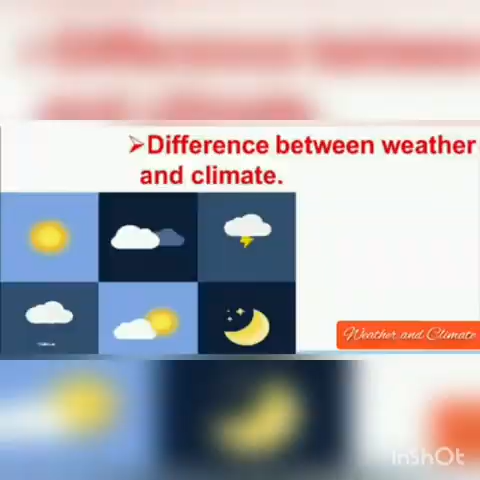 ➢Difference between weather
and climate.
Weather and Climate
InShOt